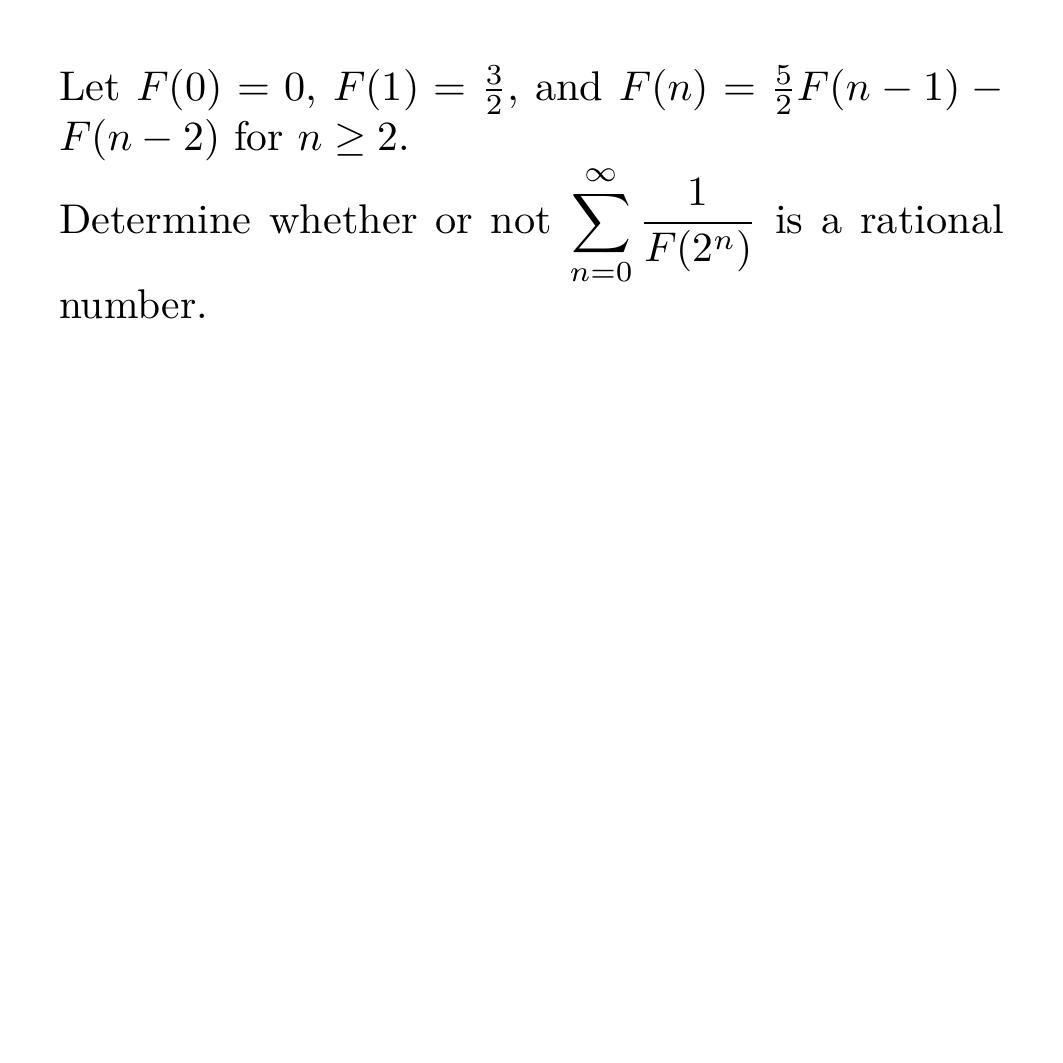 Let $F(0) = 0$, $F(1) = \frac{3}{2}$, and $F(n) = \frac{5}{2}F(n-1) -$
$F(n-2)$ for $n \geq 2$.
Determine whether or not $\sum_{n=0}^{\infty} \frac{1}{F(2^n)}$ is a rational
number.